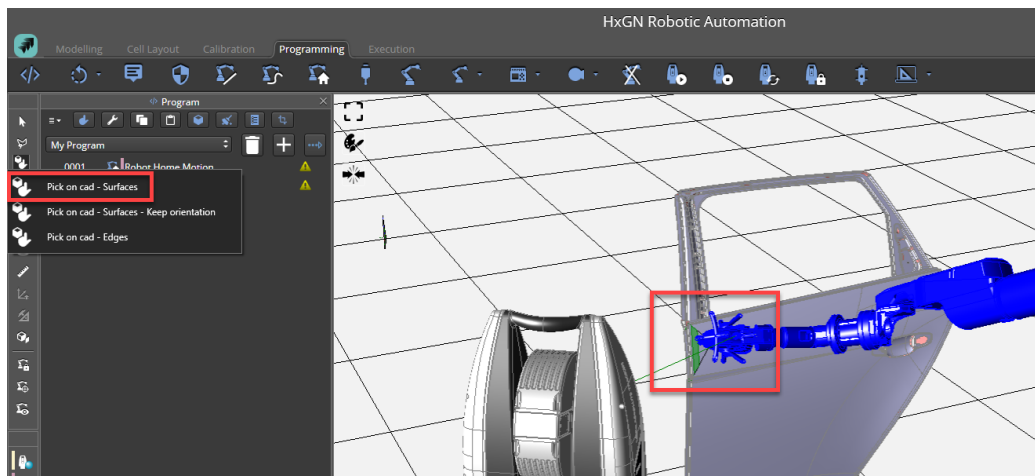 HxGN Robotic Automation
Modelling Cell Layout Calibration Programming Execution
Program
My Program
0001 Robot Home Motion
Pick on cad - Surfaces
Pick on cad - Surfaces - Keep orientation
Pick on cad - Edges